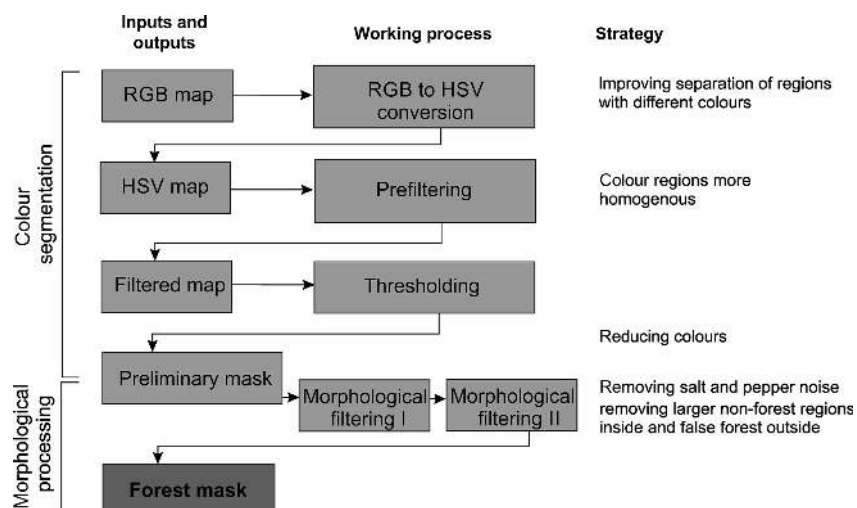 Inputs and
outputs
Working process
Strategy
Colour
segmentation
RGB map
RGB to HSV
conversion
Improving separation of regions
with different colours
HSV map
Prefiltering
Colour regions more
homogenous
Filtered map
Thresholding
Reducing colours
Morphological
processing
Preliminary mask
Morphological
filtering I
Morphological
filtering II
Removing salt and pepper noise
removing larger non-forest regions
inside and false forest outside
Forest mask